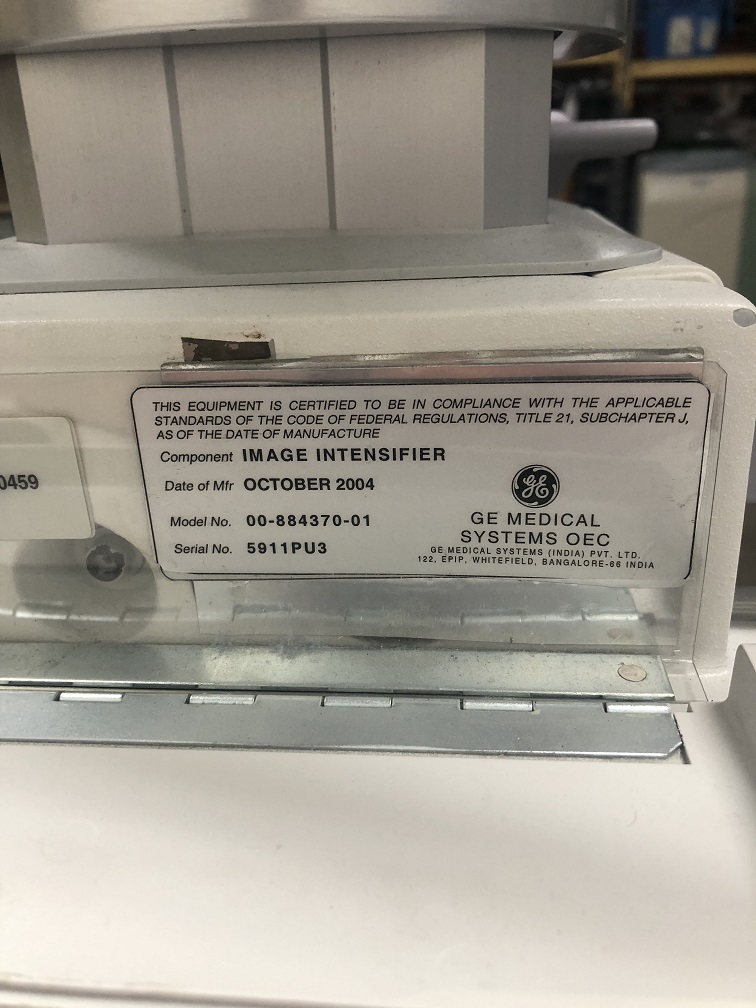 THIS EQUIPMENT IS CERTIFIED TO BE IN COMPLIANCE WITH THE APPLICABLE
STANDARDS OF THE CODE OF FEDERAL REGULATIONS, TITLE 21, SUBCHAPTER J,
AS OF THE DATE OF MANUFACTURE
Component IMAGE INTENSIFIER
Date of Mfr OCTOBER 2004
Model No. 00-884370-01
Serial No. 5911PU3
GE
GE MEDICAL
SYSTEMS OEC
GE MEDICAL SYSTEMS (INDIA) PVT. LTD.
122, EPIP, WHITEFIELD, BANGALORE-66 INDIA
0459